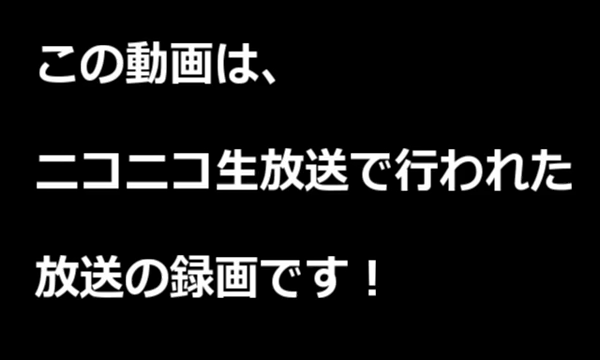 この動画は、
ニコニコ生放送で行われた
放送の録画です！